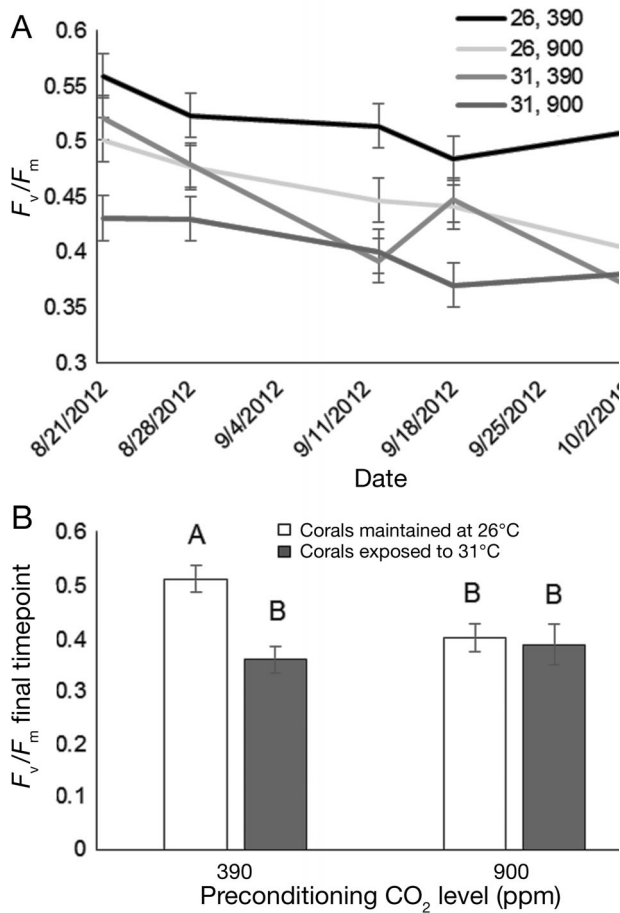 A
0.6
0.55
0.5
0.45
0.4
0.35
0.3
Fv/Fm
26, 390
26, 900
31, 390
31, 900
8/21/2012
8/28/2012
9/4/2012
9/11/2012
9/18/2012
9/25/2012
10/2/201
Date
B
0.6
0.5
0.4
0.3
0.2
0.1
0
Fv/Fm final timepoint
Corals maintained at 26°C
Corals exposed to 31°C
A
B
B
B
390
900
Preconditioning CO2 level (ppm)